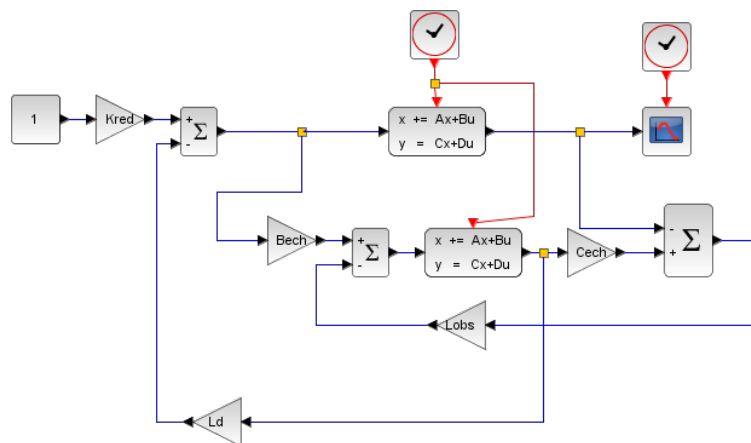 1
Kred
+
-
Σ
x += Ax+Bu
y = Cx+Du
Bech
+
-
Σ
x += Ax+Bu
y = Cx+Du
Cech
-
+
Σ
Lobs
Ld